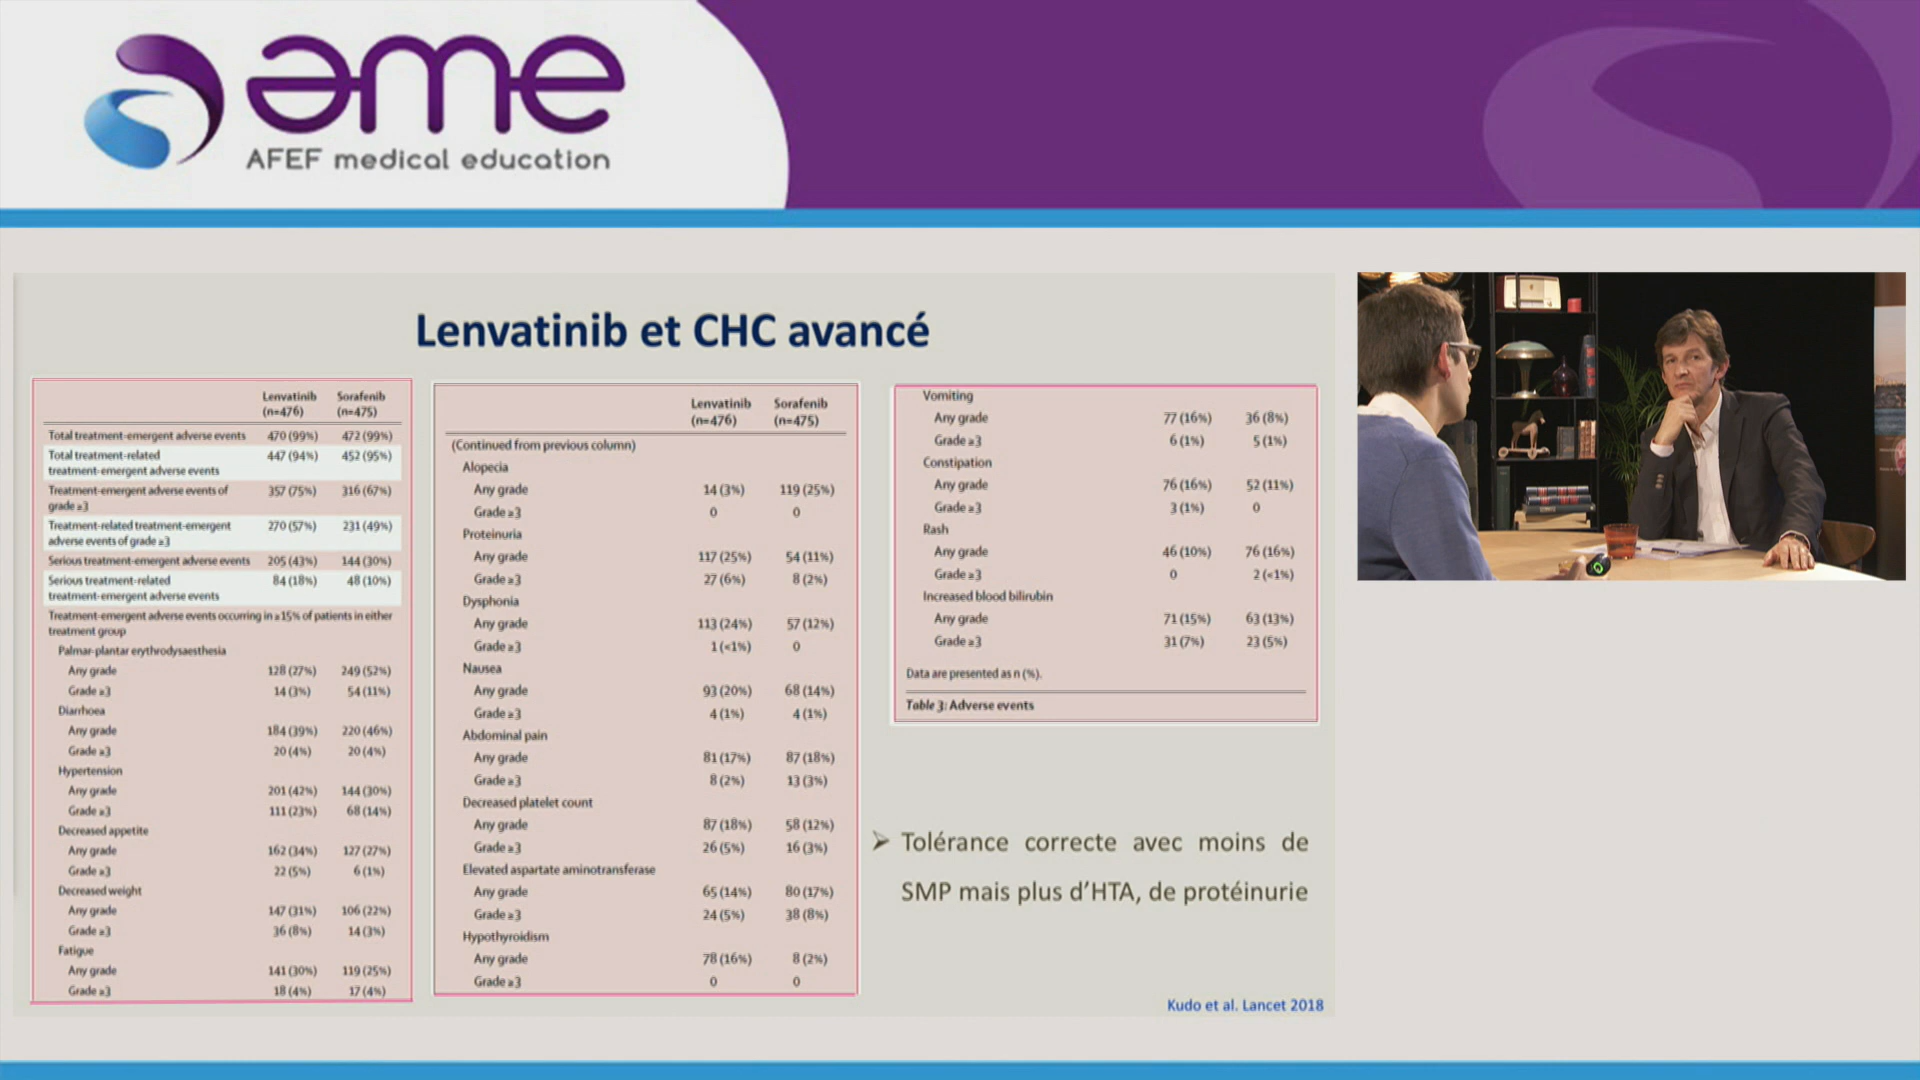 ame
AFEF medical education
Lenvatinib et CHC avancé
Lenvatinib Sorafenib
(n=476) (n=475)
Total treatment-emergent adverse events 470 (99%) 472 (99%)
Total treatment-related 447 (94%) 452 (95%)
treatment-emergent adverse events
Treatment-emergent adverse events of 357 (75%) 316 (67%)
grade ≥3
Treatment-related treatment-emergent 270 (57%) 231 (49%)
adverse events of grade ≥3
Serious treatment-emergent adverse events 205 (43%) 144 (30%)
Serious treatment-related 84 (18%) 48 (10%)
treatment-emergent adverse events
Treatment-emergent adverse events occurring in ≥15% of patients in either
treatment group
Palmar-plantar erythrodysaesthesia
Any grade 128 (27%) 249 (52%)
Grade ≥3 14 (3%) 54 (11%)
Diarrhoea
Any grade 184 (39%) 220 (46%)
Grade ≥3 20 (4%) 20 (4%)
Hypertension
Any grade 201 (42%) 144 (30%)
Grade ≥3 111 (23%) 68 (14%)
Decreased appetite
Any grade 162 (34%) 127 (27%)
Grade ≥3 22 (5%) 6 (1%)
Decreased weight
Any grade 147 (31%) 106 (22%)
Grade ≥3 36 (8%) 14 (3%)
Fatigue
Any grade 141 (30%) 119 (25%)
Grade ≥3 18 (4%) 17 (4%)
Lenvatinib Sorafenib
(n=476) (n=475)
(Continued from previous column)
Alopecia
Any grade 14 (3%) 119 (25%)
Grade ≥3 0 0
Proteinuria
Any grade 117 (25%) 54 (11%)
Grade ≥3 27 (6%) 8 (2%)
Dysphonia
Any grade 113 (24%) 57 (12%)
Grade ≥3 1 (<1%) 0
Nausea
Any grade 93 (20%) 68 (14%)
Grade ≥3 4 (1%) 4 (1%)
Abdominal pain
Any grade 81 (17%) 87 (18%)
Grade ≥3 8 (2%) 13 (3%)
Decreased platelet count
Any grade 87 (18%) 58 (12%)
Grade ≥3 26 (5%) 16 (3%)
Elevated aspartate aminotransferase
Any grade 65 (14%) 80 (17%)
Grade ≥3 24 (5%) 38 (8%)
Hypothyroidism
Any grade 78 (16%) 8 (2%)
Grade ≥3 0 0
Vomiting
Any grade 77 (16%) 36 (8%)
Grade ≥3 6 (1%) 5 (1%)
Constipation
Any grade 76 (16%) 52 (11%)
Grade ≥3 3 (1%) 0
Rash
Any grade 46 (10%) 76 (16%)
Grade ≥3 0 2 (<1%)
Increased blood bilirubin
Any grade 71 (15%) 63 (13%)
Grade ≥3 31 (7%) 23 (5%)
Data are presented as n (%).
Table 3: Adverse events
➢ Tolérance correcte avec moins de
SMP mais plus d’HTA, de protéinurie
Kudo et al. Lancet 2018